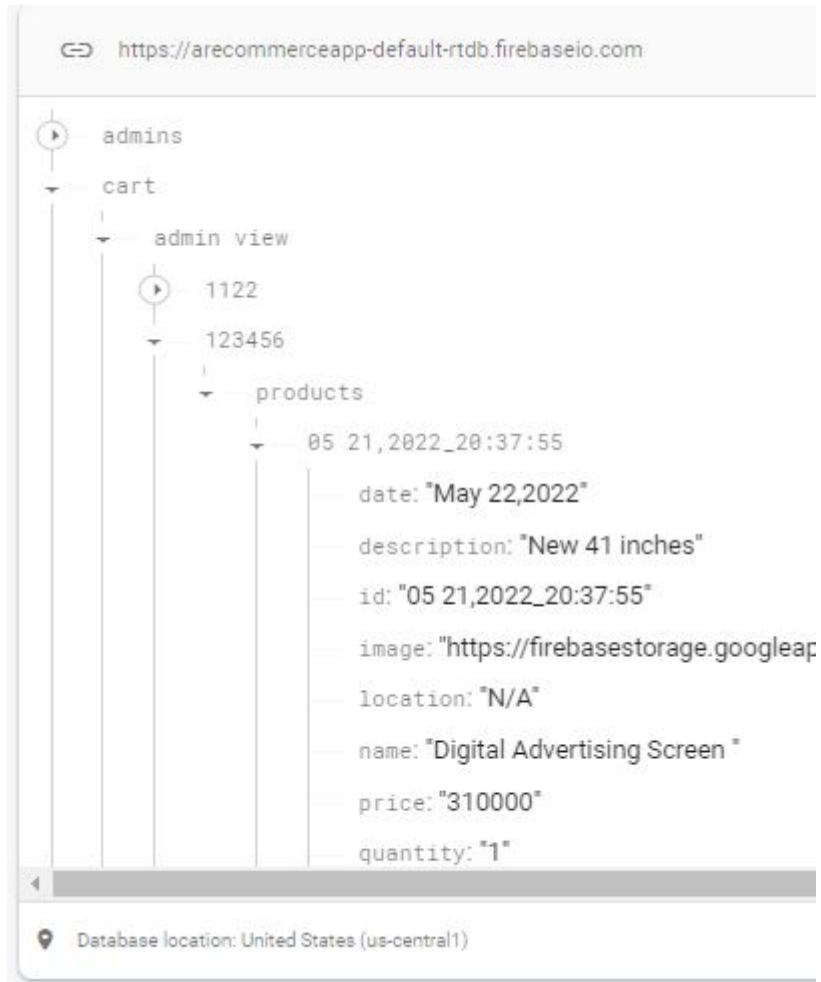 https://arecommerceapp-default-rtdb.firebaseio.com
admins
cart
admin view
1122
123456
products
05 21,2022_20:37:55
date: "May 22,2022"
description: "New 41 inches"
id: "05 21,2022_20:37:55"
image: "https://firebasestorage.googleap
location: "N/A"
name: "Digital Advertising Screen "
price: "310000"
quantity: "1"
Database location: United States (us-central1)